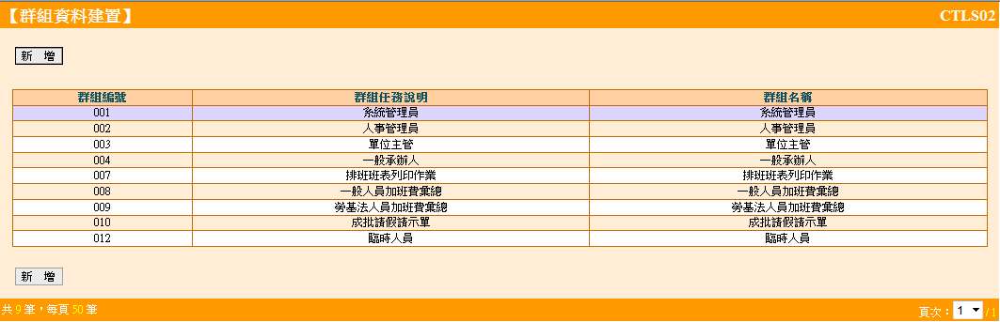 【群組資料建置】 CTLS02
新 增
群組編號 群組任務說明 群組名稱
001 系統管理員 系統管理員
002 人事管理員 人事管理員
003 單位主管 單位主管
004 一般承辦人 一般承辦人
007 排班班表列印作業 排班班表列印作業
008 一般人員加班費彙總 一般人員加班費彙總
009 勞基法人員加班費彙總 勞基法人員加班費彙總
010 成批請假請示單 成批請假請示單
012 臨時人員 臨時人員
新 增
共 9 筆，每頁 50 筆 頁次：1 / 1